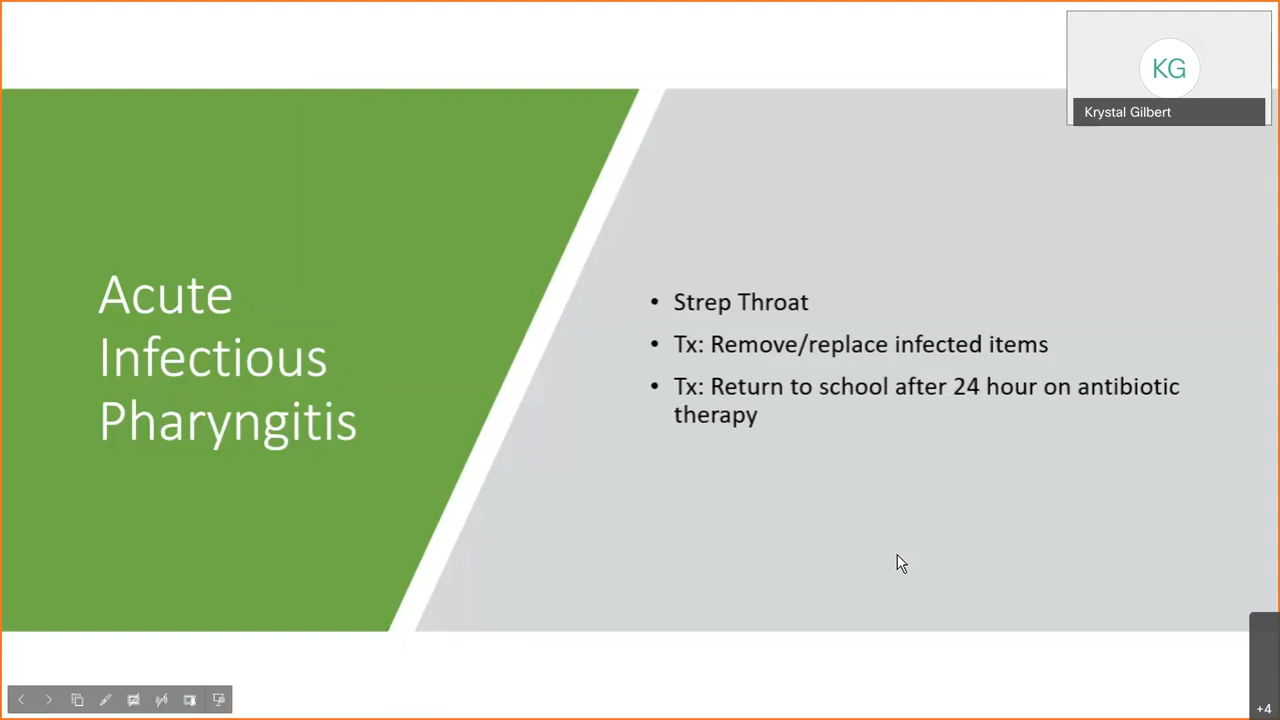 KG
Krystal Gilbert
Acute
Infectious
Pharyngitis
• Strep Throat
• Tx: Remove/replace infected items
• Tx: Return to school after 24 hour on antibiotic
therapy
+4